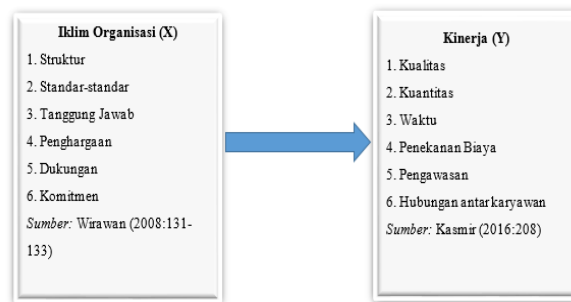 Iklim Organisasi (X)
1. Struktur
2. Standar-standar
3. Tanggung Jawab
4. Penghargaan
5. Dukungan
6. Komitmen
Sumber: Wirawan (2008:131-
133)
Kinerja (Y)
1. Kualitas
2. Kuantitas
3. Waktu
4. Penekanan Biaya
5. Pengawasan
6. Hubungan antar karyawan
Sumber: Kasmir (2016:208)